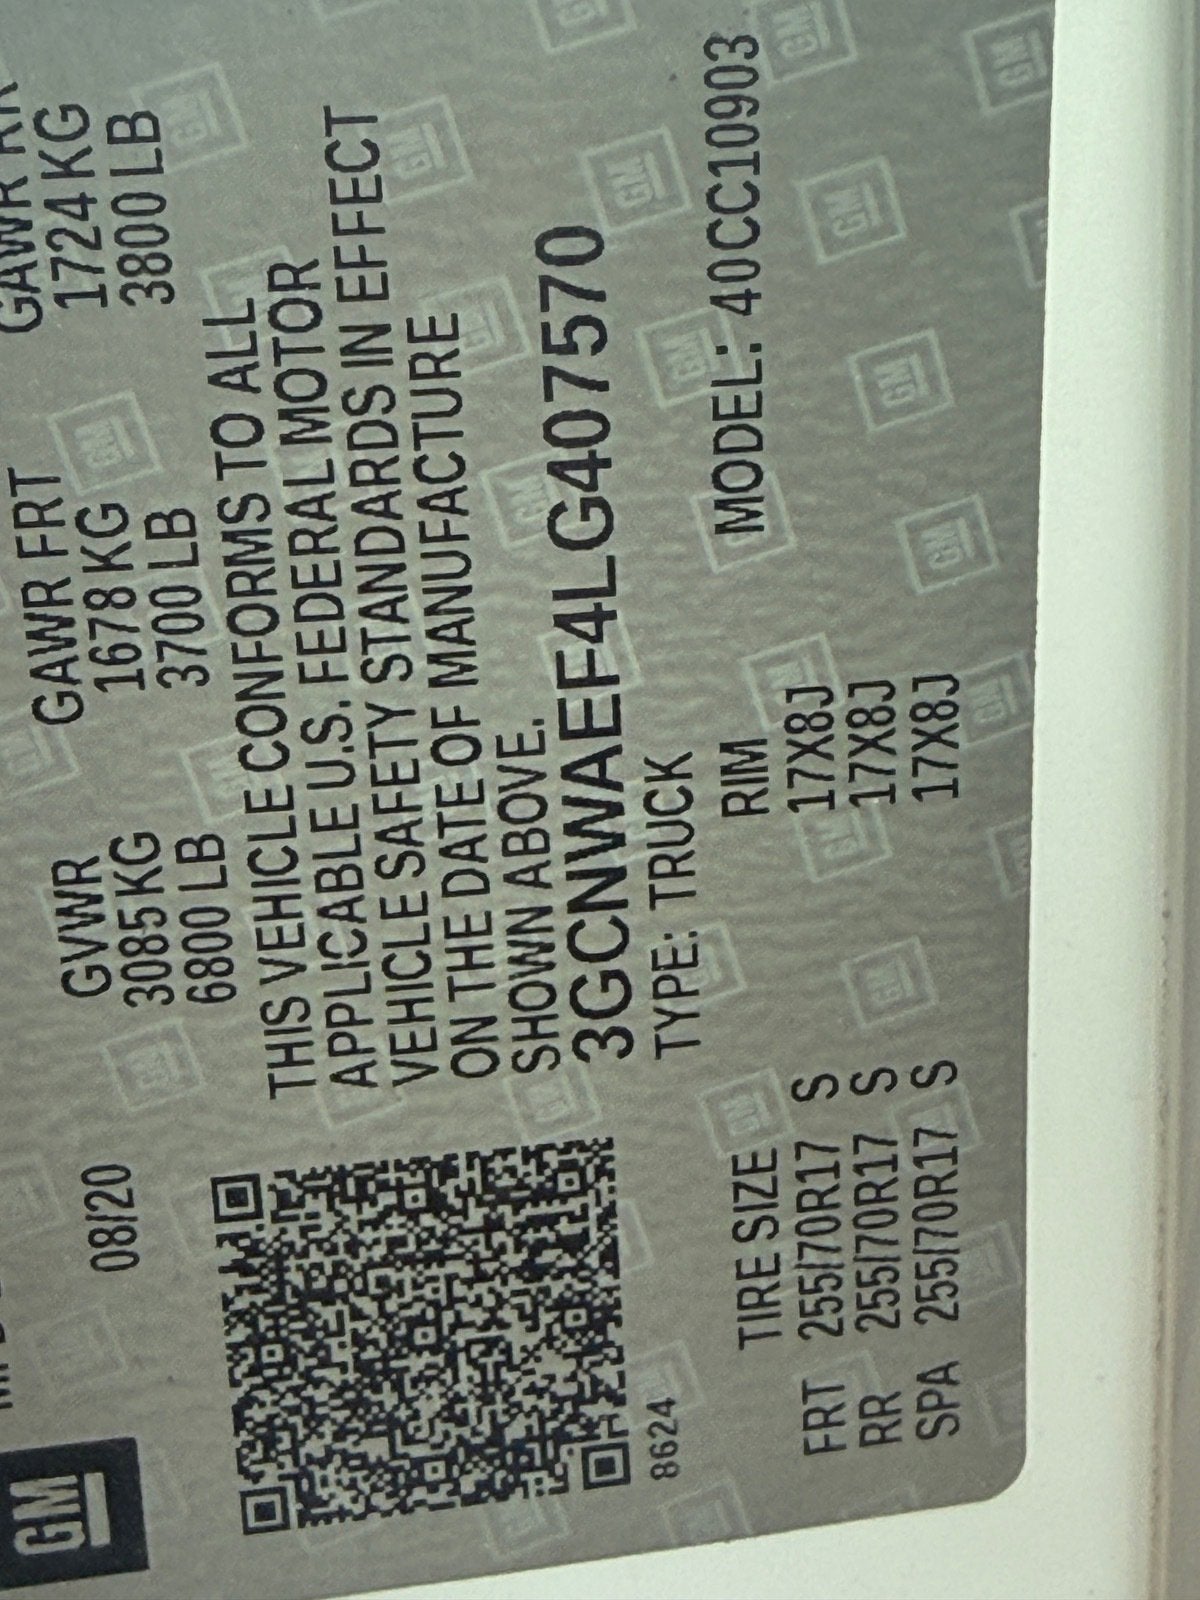 GM
08/20
GVWR GAWR FRT GAWR RR
3085 KG 1678 KG 1724 KG
6800 LB 3700 LB 3800 LB
THIS VEHICLE CONFORMS TO ALL
APPLICABLE U.S. FEDERAL MOTOR
VEHICLE SAFETY STANDARDS IN EFFECT
ON THE DATE OF MANUFACTURE
SHOWN ABOVE.
3GCNWAEF4LG407570
8624 TYPE: TRUCK
MODEL: 40CC10903
TIRE SIZE RIM
FRT 255/70R17 S 17X8J
RR 255/70R17 S 17X8J
SPA 255/70R17 S 17X8J